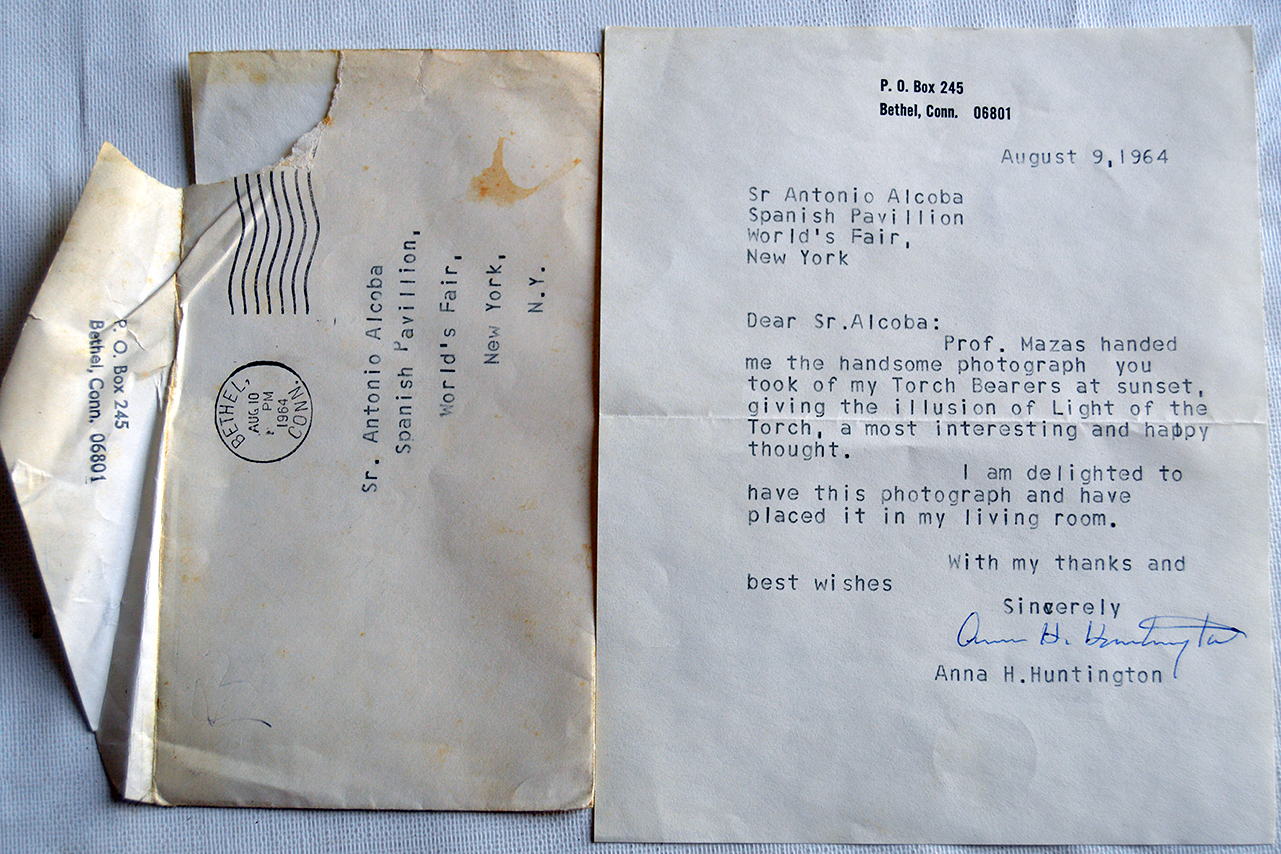 P. O. Box 245
Bethel, Conn. 06801
BETHEL,
AUG 10
PM
1964
CONN.
Sr. Antonio Alcoba
Spanish Pavillion,
World's Fair,
New York,
N.Y.
P. O. Box 245
Bethel, Conn. 06801
August 9,1964
Sr Antonio Alcoba
Spanish Pavillion
World's Fair,
New York
Dear Sr.Alcoba:
Prof. Mazas handed
me the handsome photograph you
took of my Torch Bearers at sunset,
giving the illusion of Light of the
Torch, a most interesting and happy
thought.
I am delighted to
have this photograph and have
placed it in my living room.
With my thanks and
best wishes
Sincerely
Anna H. Huntington
Anna H.Huntington